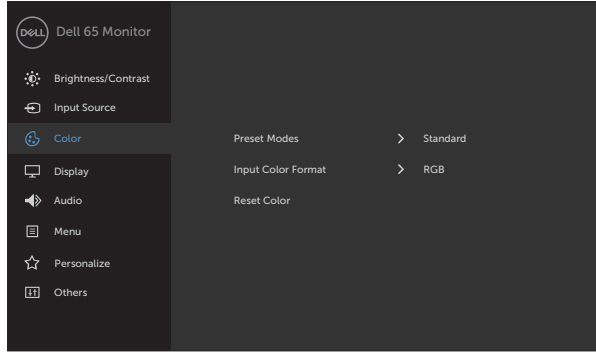 DELL Dell 65 Monitor
Brightness/Contrast
Input Source
Color
Preset Modes > Standard
Display
Input Color Format > RGB
Audio
Reset Color
Menu
Personalize
Others